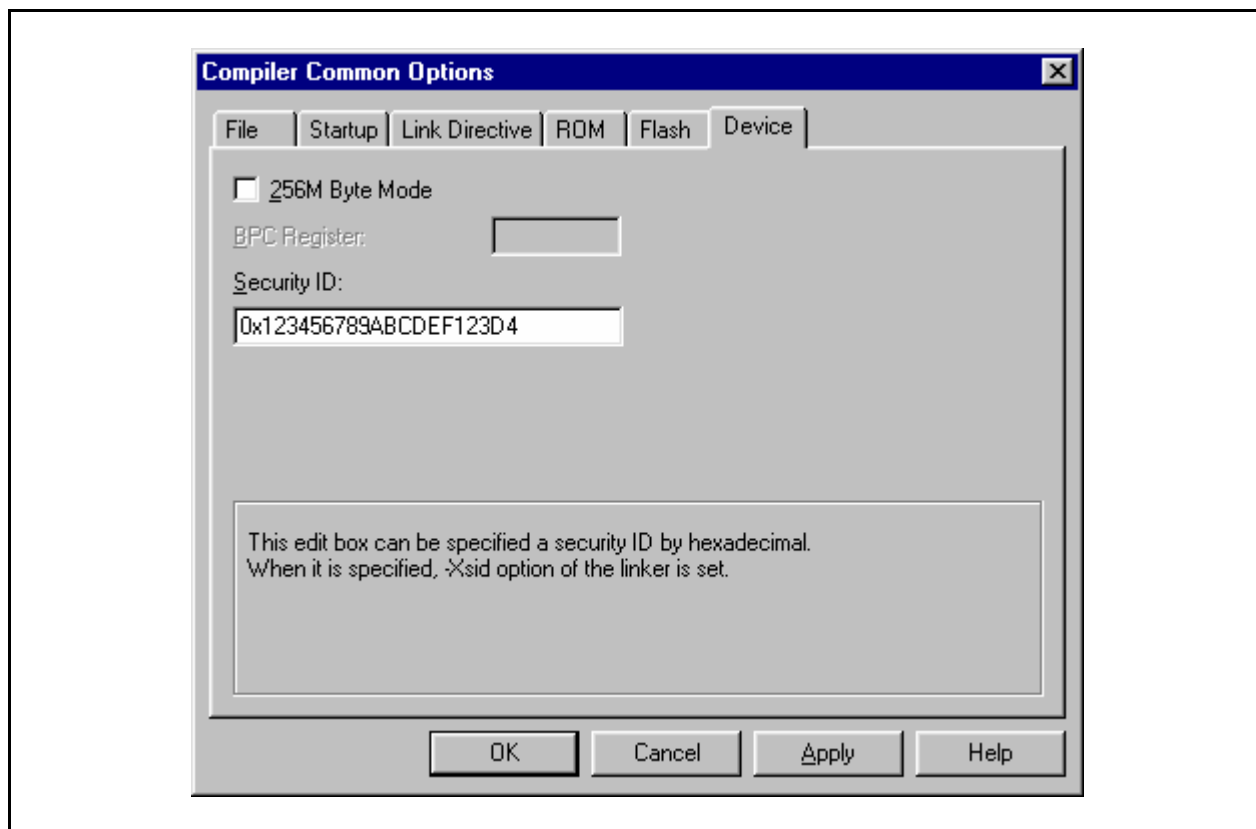 Compiler Common Options
File Startup Link Directive ROM Flash Device
256M Byte Mode
BPC Register:
Security ID:
0x123456789ABCDEF123D4
This edit box can be specified a security ID by hexadecimal.
When it is specified, -Xsid option of the linker is set.
OK Cancel Apply Help